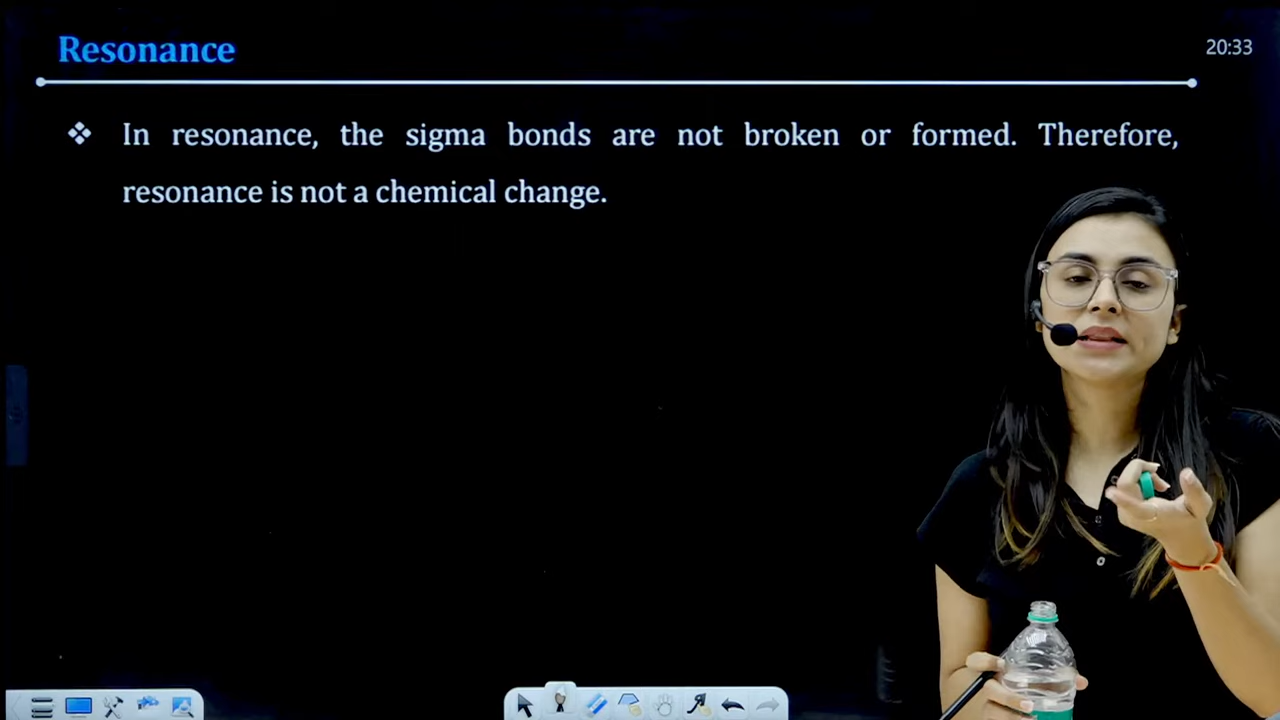 Resonance
20:33
❖ In resonance, the sigma bonds are not broken or formed. Therefore,
resonance is not a chemical change.